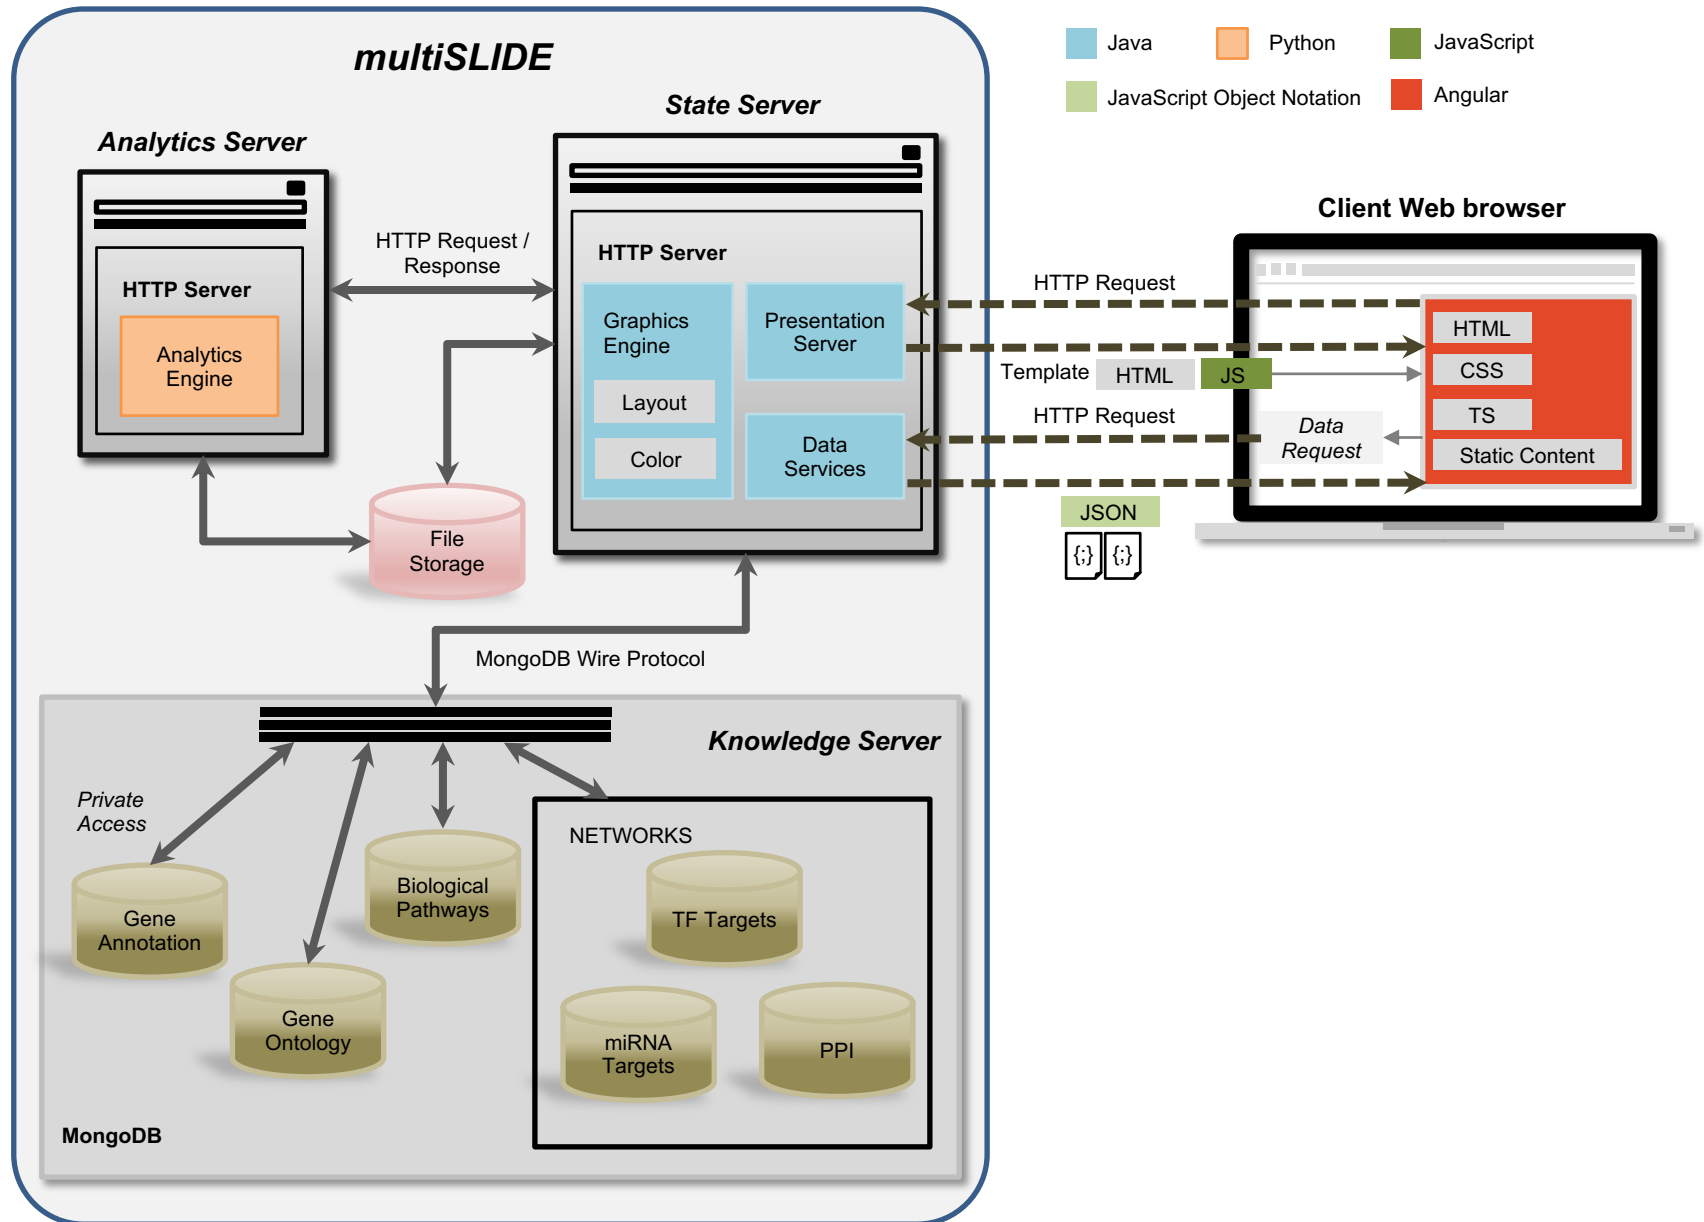 multiSLIDE
Java
Python
JavaScript
JavaScript Object Notation
Angular
State Server
Analytics Server
Client Web browser
HTTP Request /
Response
HTTP Server
HTTP Server
Graphics
Engine
Layout
Color
Presentation
Server
Data
Services
Analytics
Engine
HTTP Request
Template
HTML
JS
HTTP Request
Data
Request
HTML
CSS
TS
Static Content
JSON
{;}
{;}
File
Storage
MongoDB Wire Protocol
Knowledge Server
Private
Access
NETWORKS
Gene
Annotation
Biological
Pathways
Gene
Ontology
TF Targets
miRNA
Targets
PPI
MongoDB